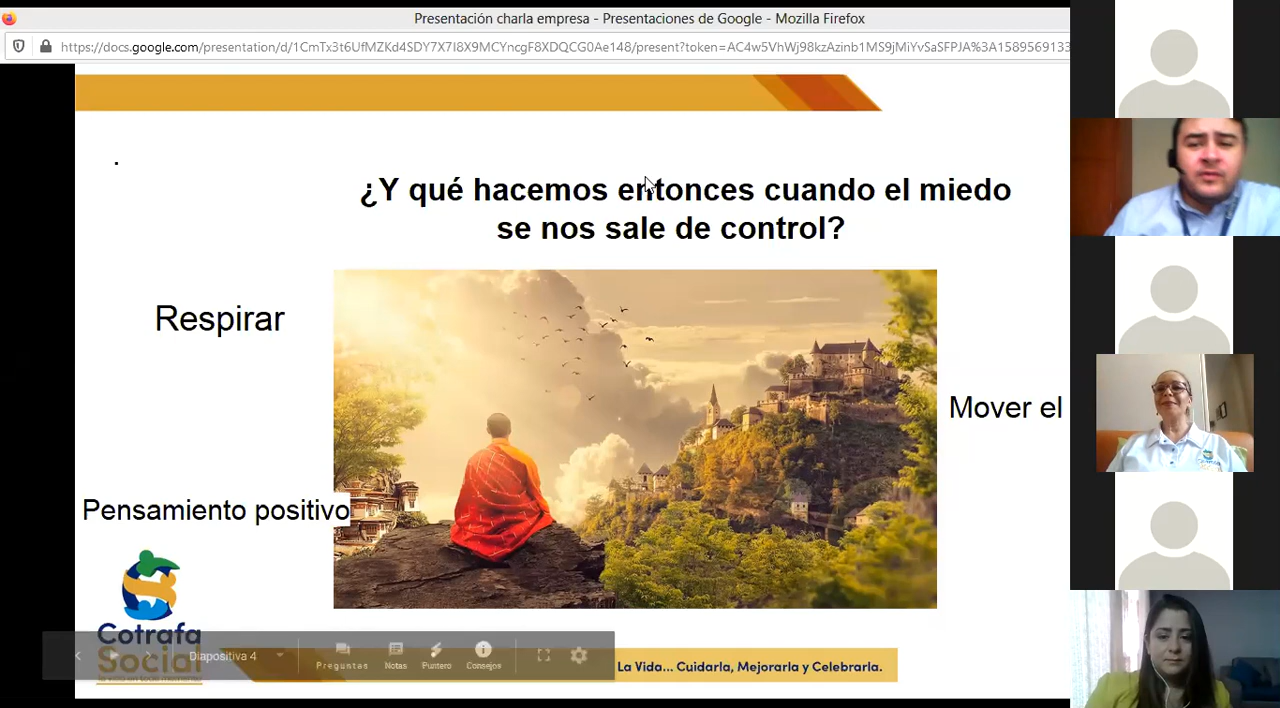 Presentación charla empresa - Presentaciones de Google - Mozilla Firefox
https://docs.google.com/presentation/d/1CmTx3t6UfMZKd4SDY7X7I8X9MCYncgF8XDQCG0Ae148/present?token=AC4w5VhWj98kzAzinb1MS9jMiYvSaSFPJA%3A1589569133
.
¿Y qué hacemos entonces cuando el miedo
se nos sale de control?
Respirar
Mover el
Pensamiento positivo
Cotrafa
Social
Diapositiva 4
Preguntas
Notas
Puntero
Consejos
La Vida... Cuidarla, Mejorarla y Celebrarla.